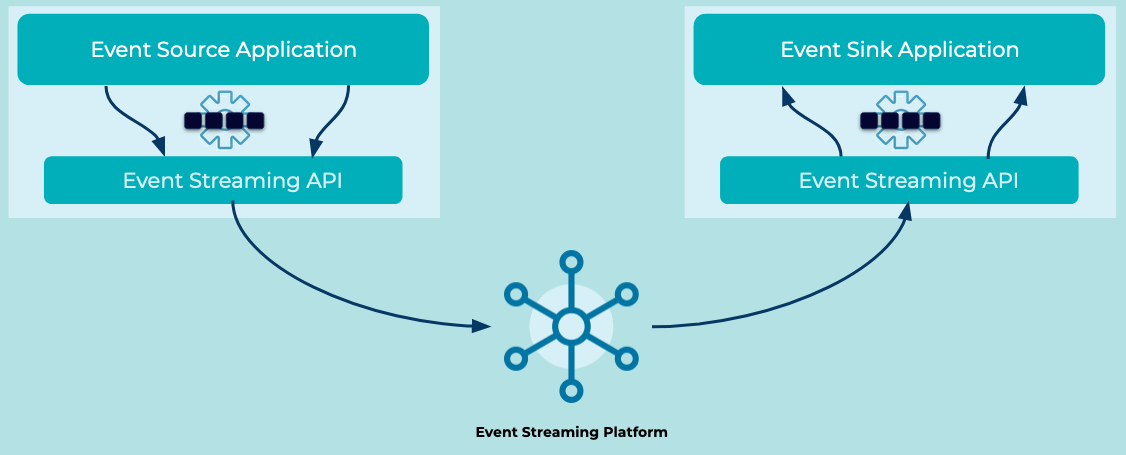 Event Source Application
Event Streaming API
Event Sink Application
Event Streaming API
Event Streaming Platform